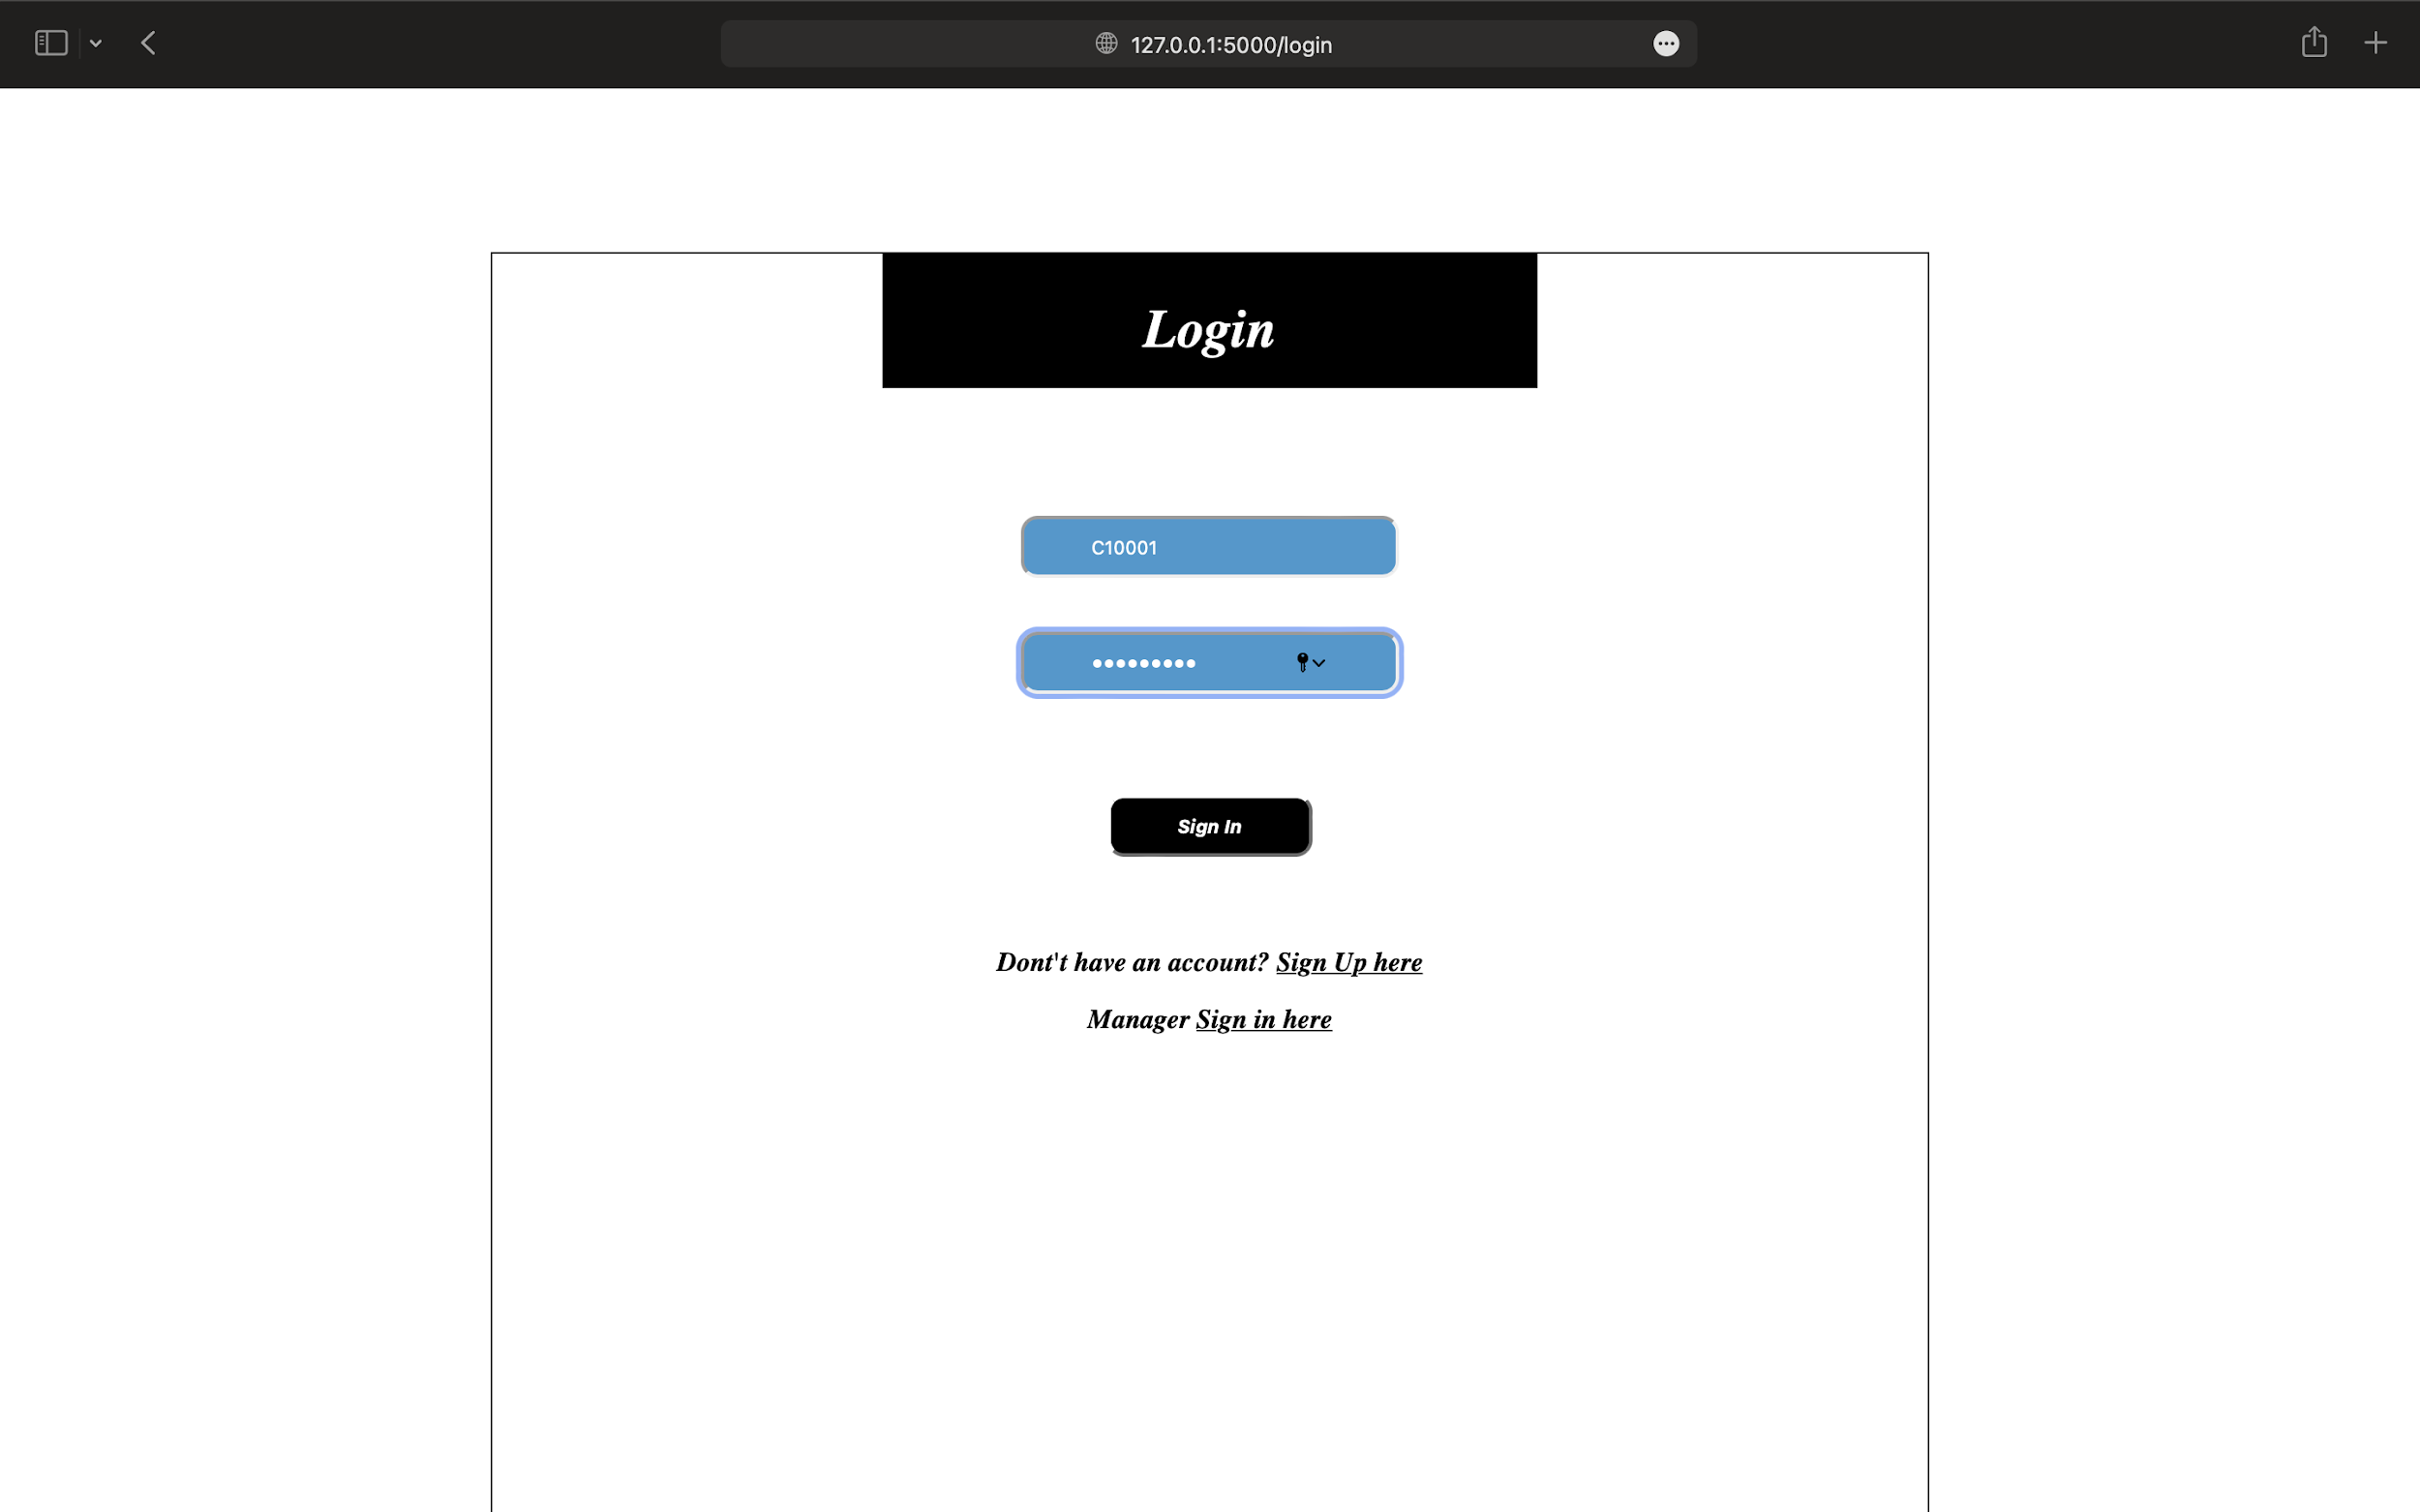 127.0.0.1:5000/login
Login
C10001
•••••••••
Sign In
Dont't have an account? Sign Up here
Manager Sign in here